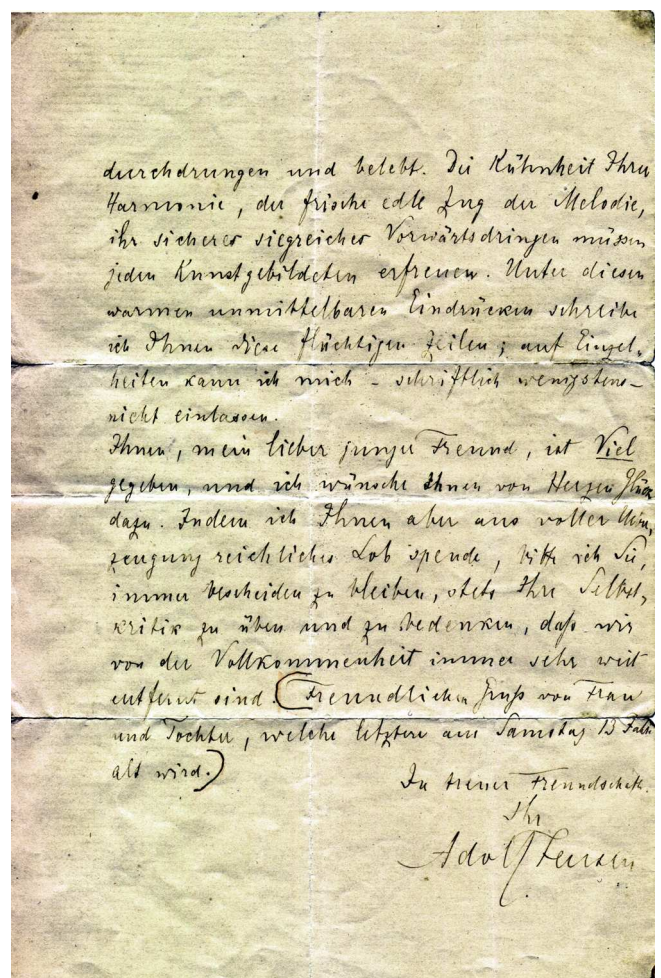 durchdrungen und belebt. Die Kühnheit Ihrer
Harmonie, der frische edle Zug der Melodie,
ihr sicheres siegreiches Vorwärtsdringen müssen
jeden Kunstgebildeten erfreuen. Unter diesen
warmen unmittelbaren Eindrücken schreibe
ich Ihnen diese flüchtigen Zeilen; auf Einzel-
heiten kann ich mich – schriftlich wenigstens –
nicht einlassen.
Ihnen, mein lieber junger Freund, ist Viel
gegeben, und ich wünsche Ihnen von Herzen Glück
dazu. Indem ich Ihnen aber aus voller Ueber-
zeugung reichliches Lob spende, bitte ich Sie,
immer bescheiden zu bleiben, stets Ihre Selbst-
kritik zu üben und zu bedenken, daß wir
von der Vollkommenheit immer sehr weit
entfernt sind. (Freundlichen Gruß von Frau
und Tochter, welche letztere am Samstag 13 Jahr
alt wird.)
In treuer Freundschaft.
Ihr
Adolf Jensen